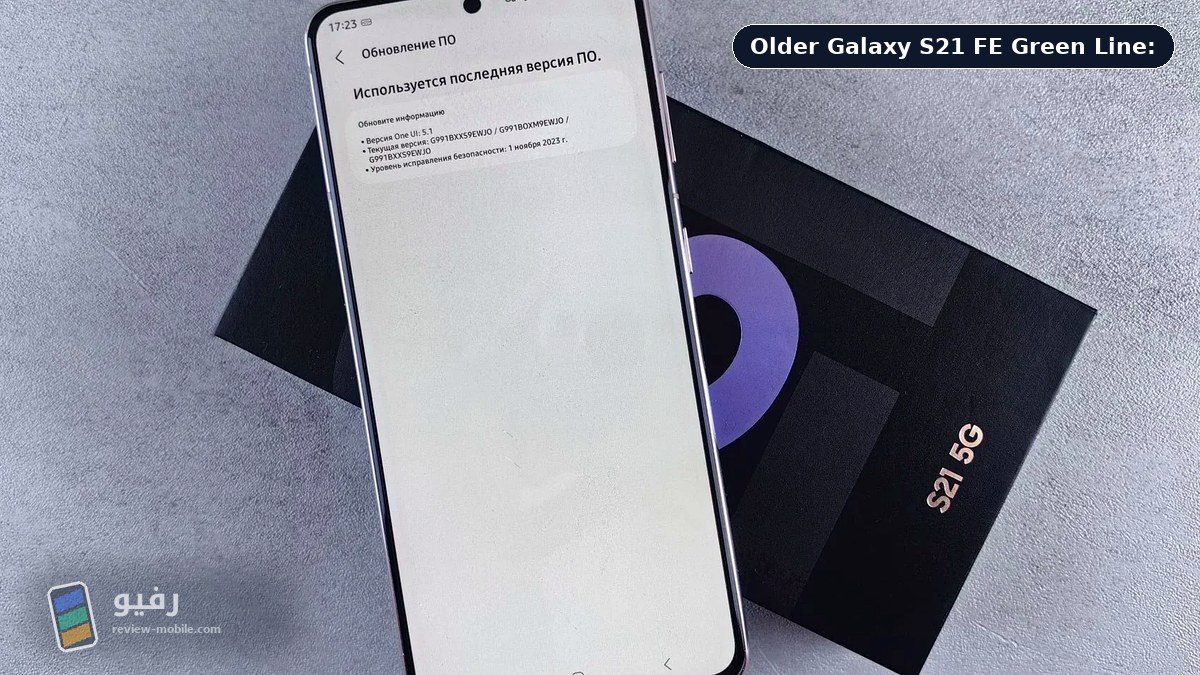 Older Galaxy S21 FE Green Line:
17:23
Обновление ПО
Используется последняя версия ПО.
Обновите информацию
• Версия One UI: 5.1
• Текущая версия: G991BXXS9EWJO / G991BOXM9EWJO /
G991BXXS9EWJO
• Уровень исправления безопасности: 1 ноября 2023 г.
S21 5G
رفيو
review-mobile.com